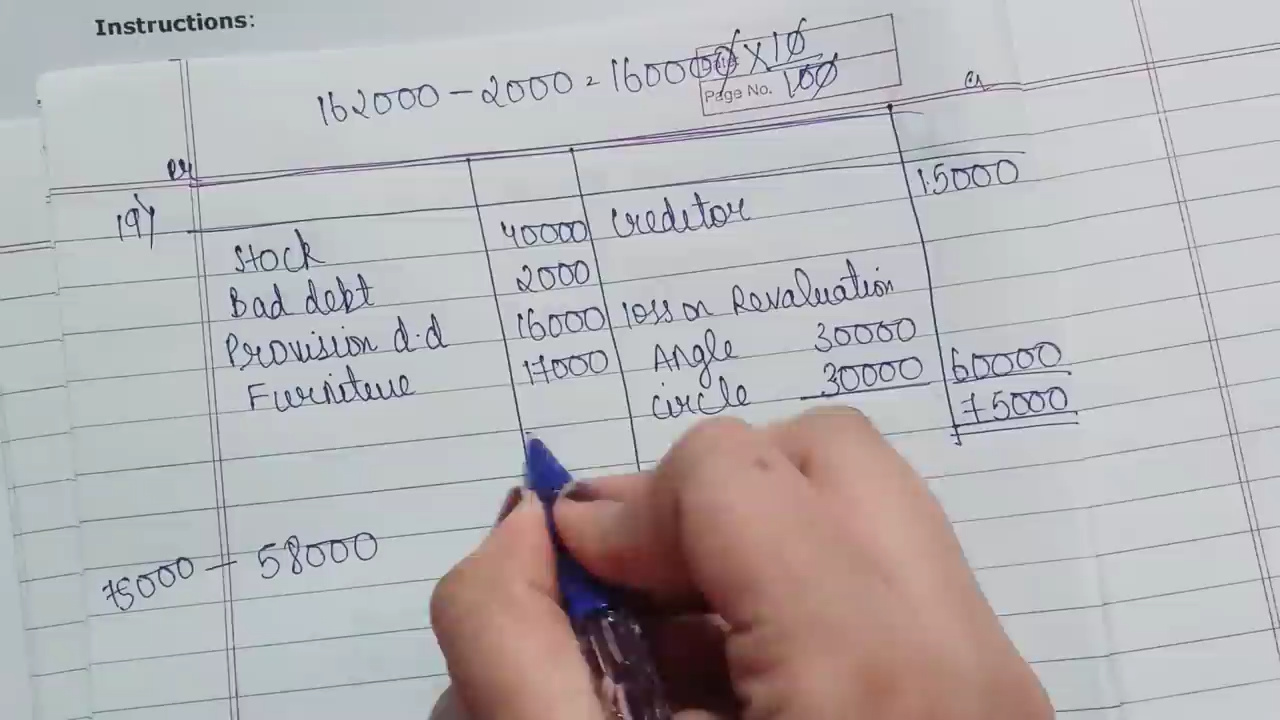 Instructions:
162000 - 2000 = 160000 × 10
Page No. 100
Dr Cr
19)
Stock 40000 Creditor 15000
Bad debt 2000
Provision d.d 16000 loss on Revaluation
Furniteue 17000 Angle 30000
circle 30000 60000
75000
75000 - 58000